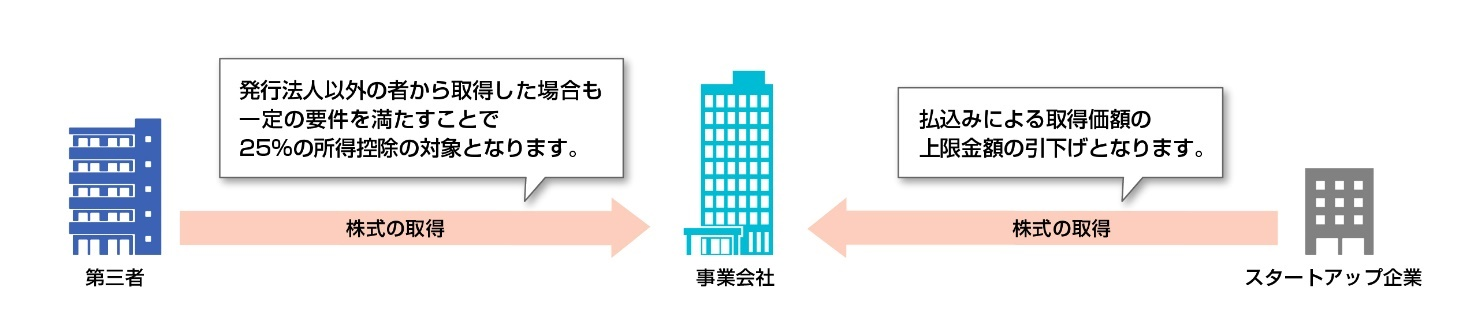 発行法人以外の者から取得した場合も
一定の要件を満たすことで
25%の所得控除の対象となります。
払込みによる取得価額の
上限金額の引下げとなります。
株式の取得
株式の取得
第三者
事業会社
スタートアップ企業